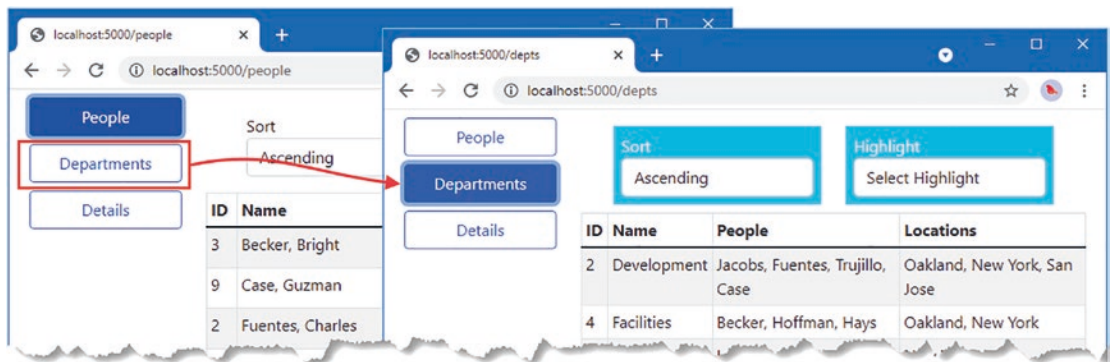 localhost:5000/people
localhost:5000/people
People
Departments
Details
Sort
Ascending
ID Name
3 Becker, Bright
9 Case, Guzman
2 Fuentes, Charles
localhost:5000/depts
localhost:5000/depts
People
Departments
Details
Sort
Ascending
Highlight
Select Highlight
ID Name People Locations
2 Development Jacobs, Fuentes, Trujillo, Oakland, New York, San
Case Jose
4 Facilities Becker, Hoffman, Hays Oakland, New York